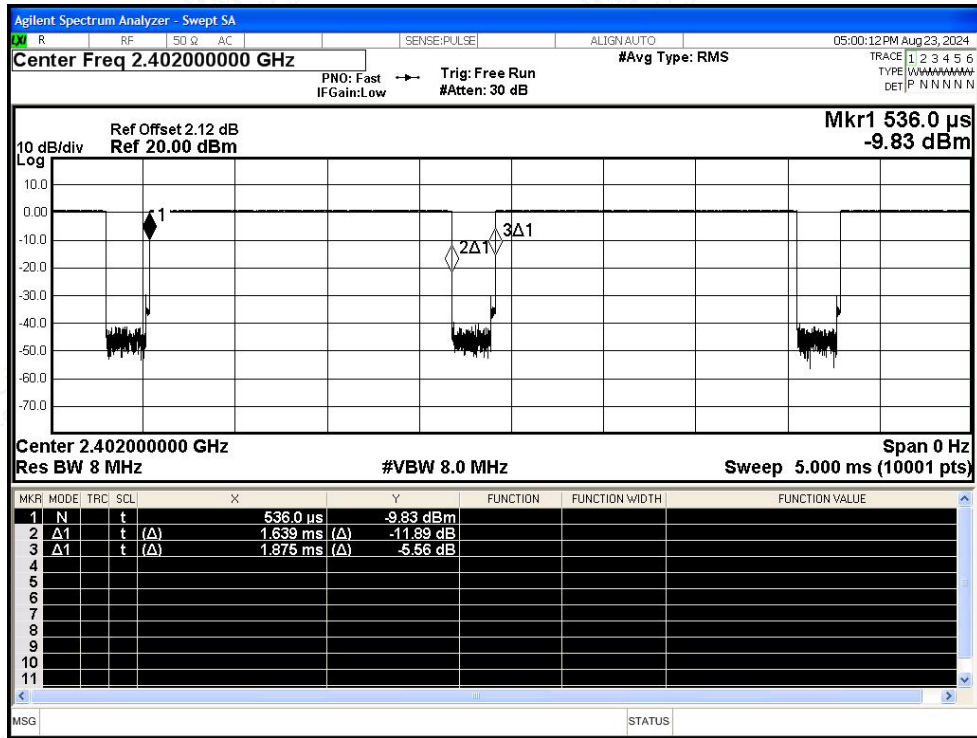 Agilent Spectrum Analyzer - Swept SA
LXI R RF 50 Ω AC SENSE:PULSE ALIGN AUTO 05:00:12 PM Aug 23, 2024
Center Freq 2.402000000 GHz
#Avg Type: RMS
TRACE 1 2 3 4 5 6
PNO: Fast Trig: Free Run
TYPE WWWWWW
IFGain:Low #Atten: 30 dB
DET P N N N N N
Mkr1 536.0 µs
Ref Offset 2.12 dB
10 dB/div Ref 20.00 dBm -9.83 dBm
Log
10.0
0.00
1
3Δ1
-10.0
2Δ1
-20.0
-30.0
-40.0
-50.0
-60.0
-70.0
Center 2.402000000 GHz Span 0 Hz
Res BW 8 MHz #VBW 8.0 MHz Sweep 5.000 ms (10001 pts)
MKR MODE TRC SCL X Y FUNCTION FUNCTION WIDTH FUNCTION VALUE
1 N t 536.0 µs -9.83 dBm
2 Δ1 t (Δ) 1.639 ms (Δ) -11.89 dB
3 Δ1 t (Δ) 1.875 ms (Δ) -5.56 dB
4
5
6
7
8
9
10
11
MSG STATUS